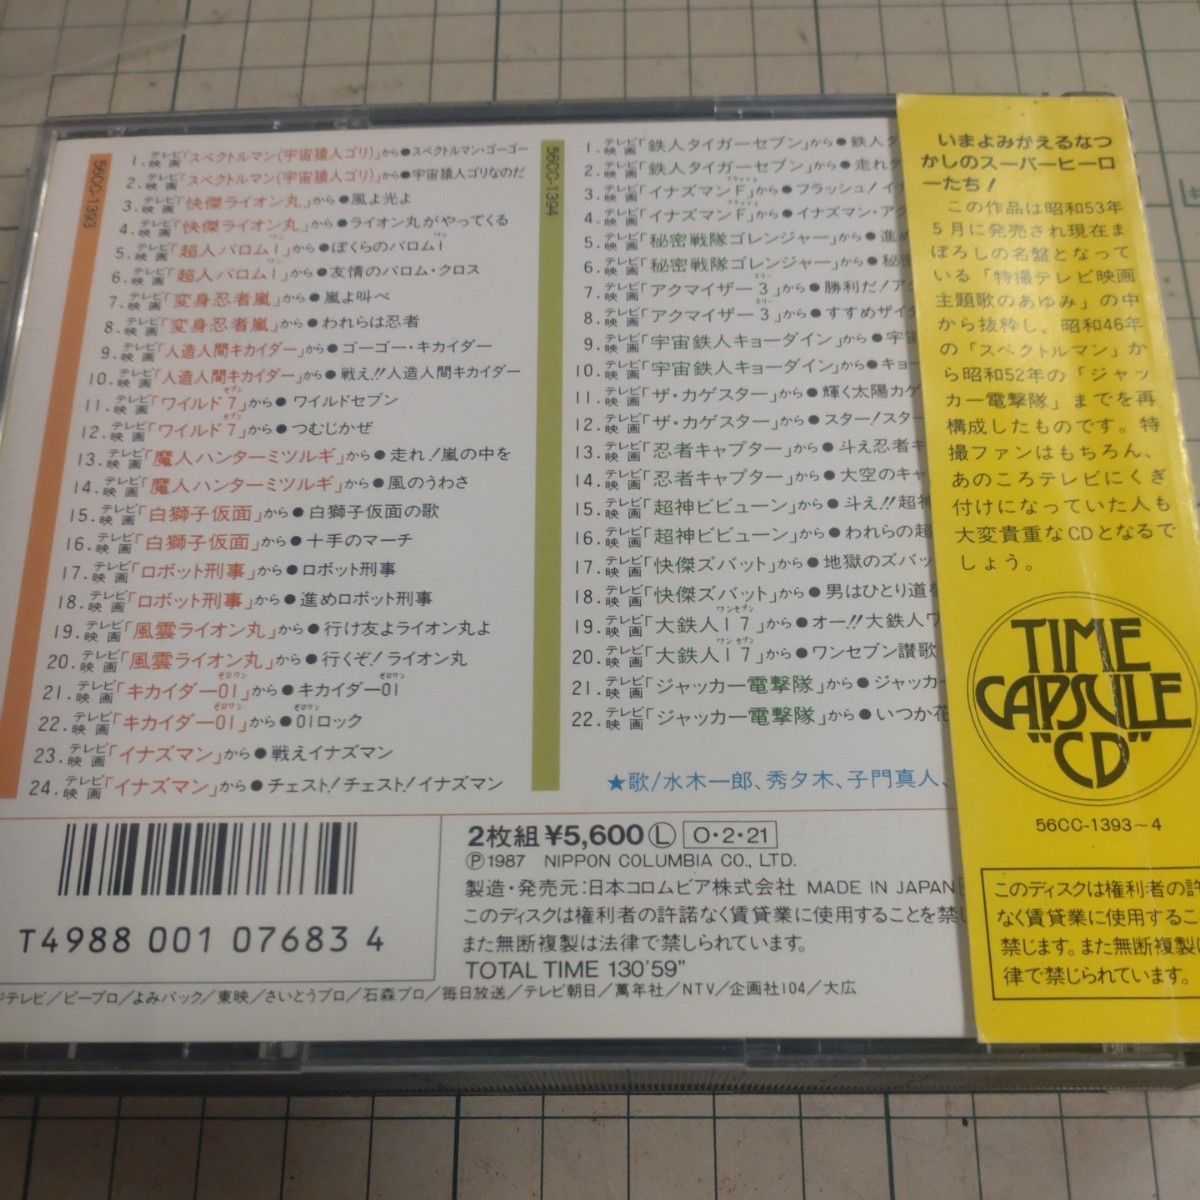 56CC-1393
1. テレビ映画「スペクトルマン(宇宙猿人ゴリ)」から●スペクトルマン・ゴーゴー
2. テレビ映画「スペクトルマン(宇宙猿人ゴリ)」から●宇宙猿人ゴリなのだ
3. テレビ映画「快傑ライオン丸」から●風よ光よ
4. テレビ映画「快傑ライオン丸」から●ライオン丸がやってくる
5. テレビ映画「超人バロム1」から●ぼくらのバロム1
6. テレビ映画「超人バロム1」から●友情のバロム・クロス
7. テレビ映画「変身忍者嵐」から●嵐よ叫べ
8. テレビ映画「変身忍者嵐」から●われらは忍者
9. テレビ映画「人造人間キカイダー」から●ゴーゴー・キカイダー
10. テレビ映画「人造人間キカイダー」から●戦え!!人造人間キカイダー
11. テレビ映画「ワイルド7」から●ワイルドセブン
12. テレビ映画「ワイルド7」から●つむじかぜ
13. テレビ映画「魔人ハンターミツルギ」から●走れ!嵐の中を
14. テレビ映画「魔人ハンターミツルギ」から●風のうわさ
15. テレビ映画「白獅子仮面」から●白獅子仮面の歌
16. テレビ映画「白獅子仮面」から●十手のマーチ
17. テレビ映画「ロボット刑事」から●ロボット刑事
18. テレビ映画「ロボット刑事」から●進めロボット刑事
19. テレビ映画「風雲ライオン丸」から●行け友よライオン丸よ
20. テレビ映画「風雲ライオン丸」から●行くぞ!ライオン丸
21. テレビ映画「キカイダー01」から●キカイダー01
22. テレビ映画「キカイダー01」から●01ロック
23. テレビ映画「イナズマン」から●戦えイナズマン
24. テレビ映画「イナズマン」から●チェスト!チェスト!イナズマン
56CC-1394
1. テレビ映画「鉄人タイガーセブン」から●鉄人タ
2. テレビ映画「鉄人タイガーセブン」から●走れタ
3. テレビ映画「イナズマンF」から●フラッシュ!イナ
4. テレビ映画「イナズマンF」から●イナズマン・アク
5. テレビ映画「秘密戦隊ゴレンジャー」から●進め
6. テレビ映画「秘密戦隊ゴレンジャー」から●秘密
7. テレビ映画「アクマイザー3」から●勝利だ!アク
8. テレビ映画「アクマイザー3」から●すすめザイダ
9. テレビ映画「宇宙鉄人キョーダイン」から●宇宙
10. テレビ映画「宇宙鉄人キョーダイン」から●キョー
11. テレビ映画「ザ・カゲスター」から●輝く太陽カゲ
12. テレビ映画「ザ・カゲスター」から●スター!スター
13. テレビ映画「忍者キャプター」から●斗え忍者キ
14. テレビ映画「忍者キャプター」から●大空のキャ
15. テレビ映画「超神ビビューン」から●斗え!!超神
16. テレビ映画「超神ビビューン」から●われらの超
17. テレビ映画「快傑ズバット」から●地獄のズバッ
18. テレビ映画「快傑ズバット」から●男はひとり道を
19. テレビ映画「大鉄人17」から●オー!!大鉄人ワ
20. テレビ映画「大鉄人17」から●ワンセブン讃歌
21. テレビ映画「ジャッカー電撃隊」から●ジャッカー
22. テレビ映画「ジャッカー電撃隊」から●いつか花
★歌/水木一郎、秀夕木、子門真人、
T4988 001 07683 4
2枚組 ¥5,600 Ⓛ O・2・21
Ⓟ1987 NIPPON COLUMBIA CO., LTD.
製造・発売元:日本コロムビア株式会社 MADE IN JAPAN
このディスクは権利者の許諾なく賃貸業に使用することを禁じ
また無断複製は法律で禁じられています。
TOTAL TIME 130'59"
ジテレビ/ピープロ/よみパック/東映/さいとうプロ/石森プロ/毎日放送/テレビ朝日/萬年社/NTV/企画社104/大広
いまよみがえるなつ
かしのスーパーヒーロ
ーたち!
この作品は昭和53年
5月に発売され現在ま
ぼろしの名盤となって
いる「特撮テレビ映画
主題歌のあゆみ」の中
から抜粋し、昭和46年
の「スペクトルマン」か
ら昭和52年の「ジャッ
カー電撃隊」までを再
構成したものです。特
撮ファンはもちろん、
あのころテレビにくぎ
付けになっていた人も
大変貴重なCDとなるで
しょう。
TIME
CAPSULE
"CD"
56CC-1393~4
このディスクは権利者の許
なく賃貸業に使用するこ
禁じます。また無断複製は
律で禁じられています。